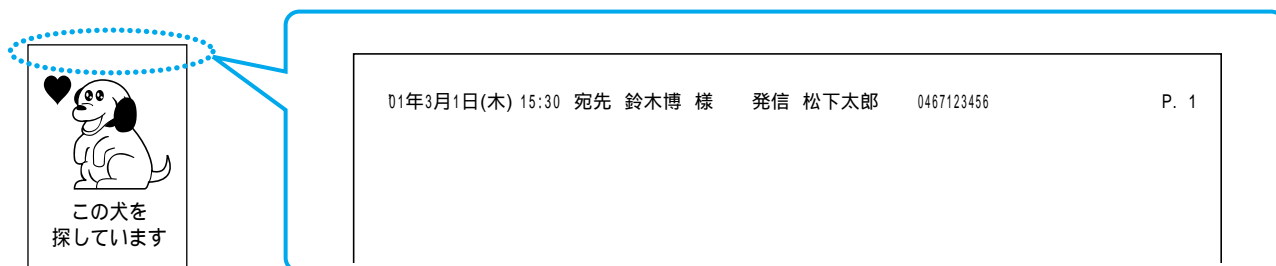 この犬を
探しています
'01年3月1日(木) 15:30 宛先 鈴木博 様 発信 松下太郎 0467123456 P. 1